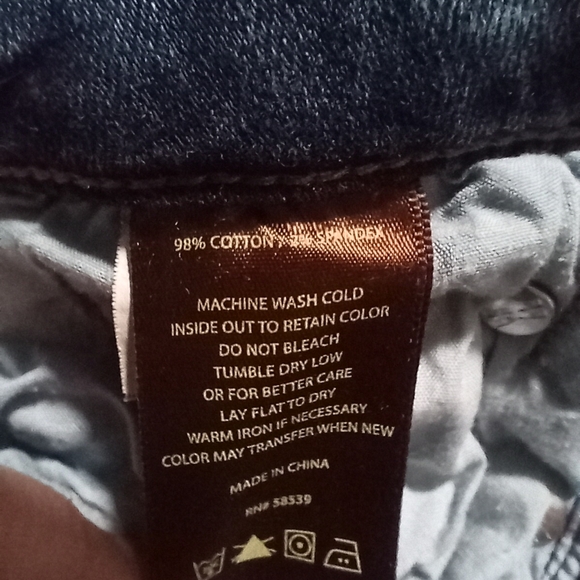 98% COTTON / 2% SPANDEX
MACHINE WASH COLD
INSIDE OUT TO RETAIN COLOR
DO NOT BLEACH
TUMBLE DRY LOW
OR FOR BETTER CARE
LAY FLAT TO DRY
WARM IRON IF NECESSARY
COLOR MAY TRANSFER WHEN NEW
MADE IN CHINA
RN# 58539